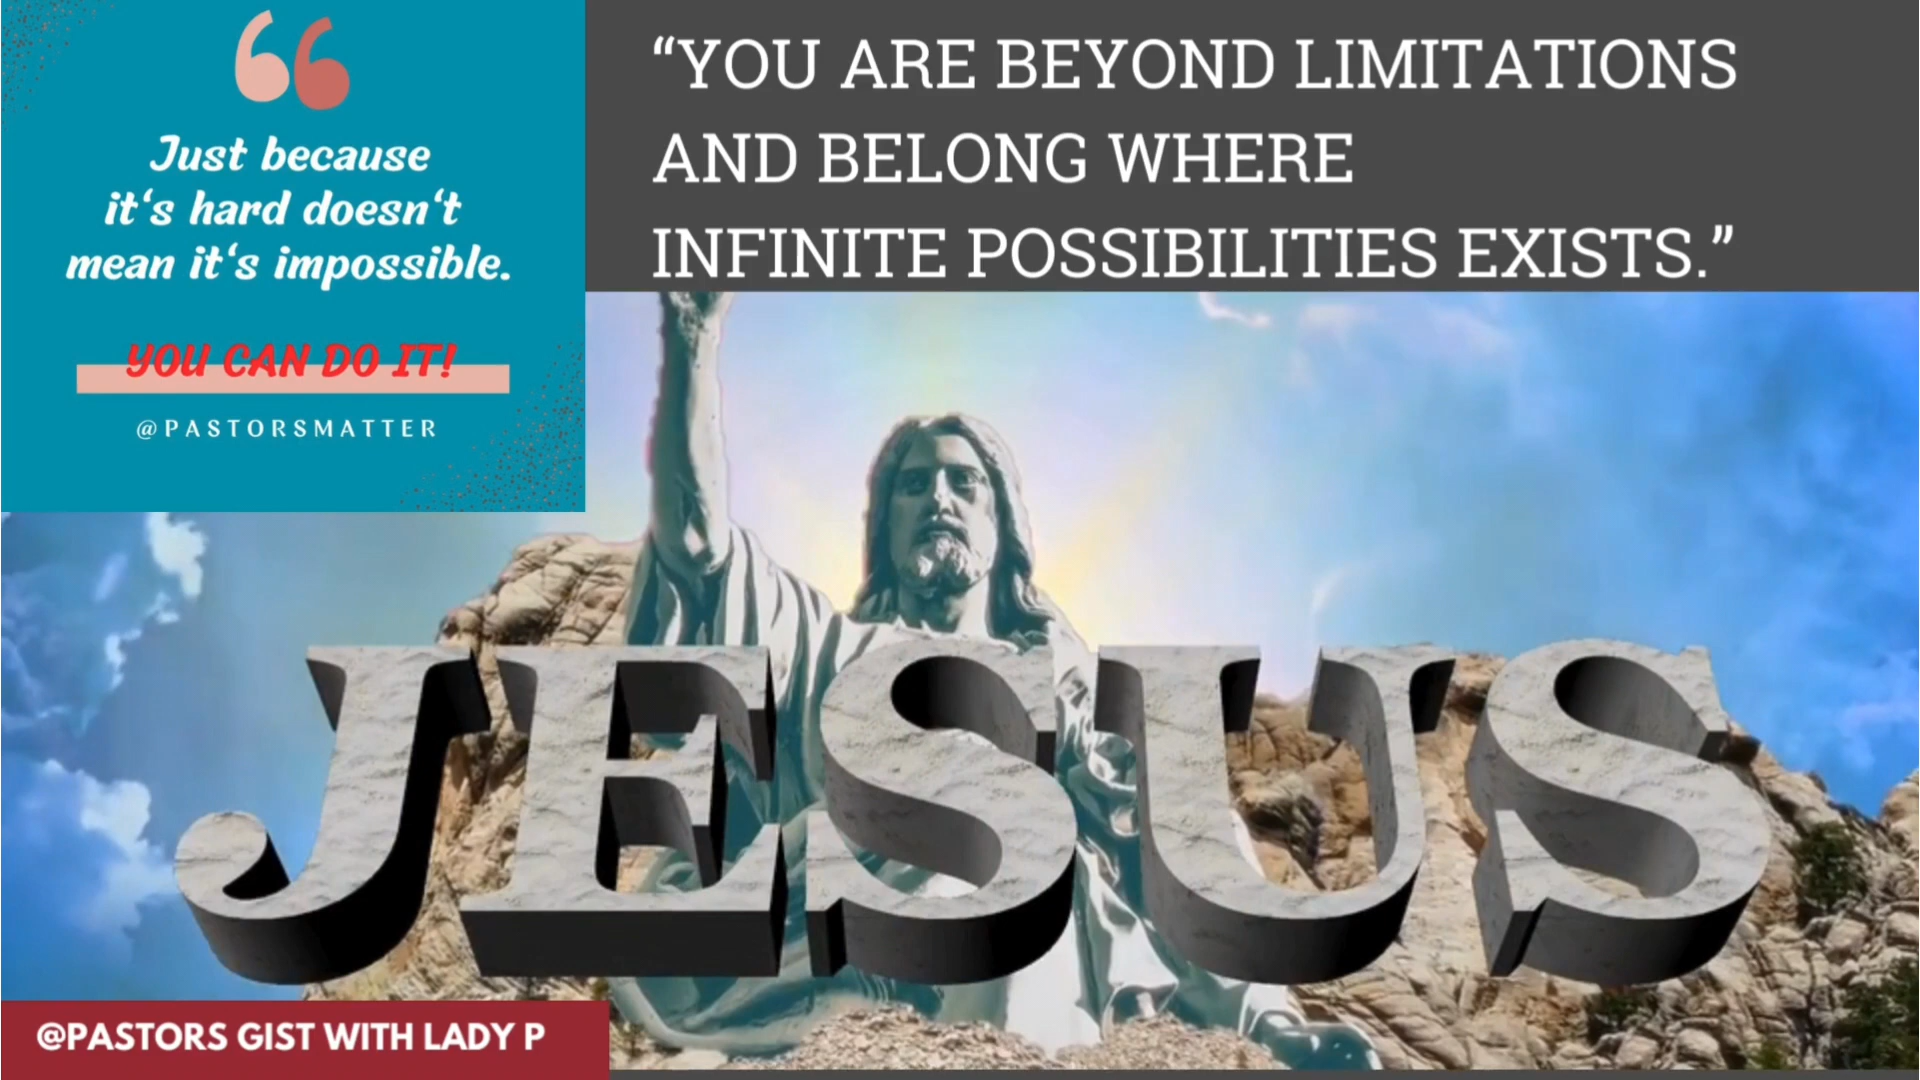 Just because
it‘s hard doesn‘t
mean it‘s impossible.
YOU CAN DO IT!
@PASTORSMATTER
“YOU ARE BEYOND LIMITATIONS
AND BELONG WHERE
INFINITE POSSIBILITIES EXISTS.”
JESUS
@PASTORS GIST WITH LADY P